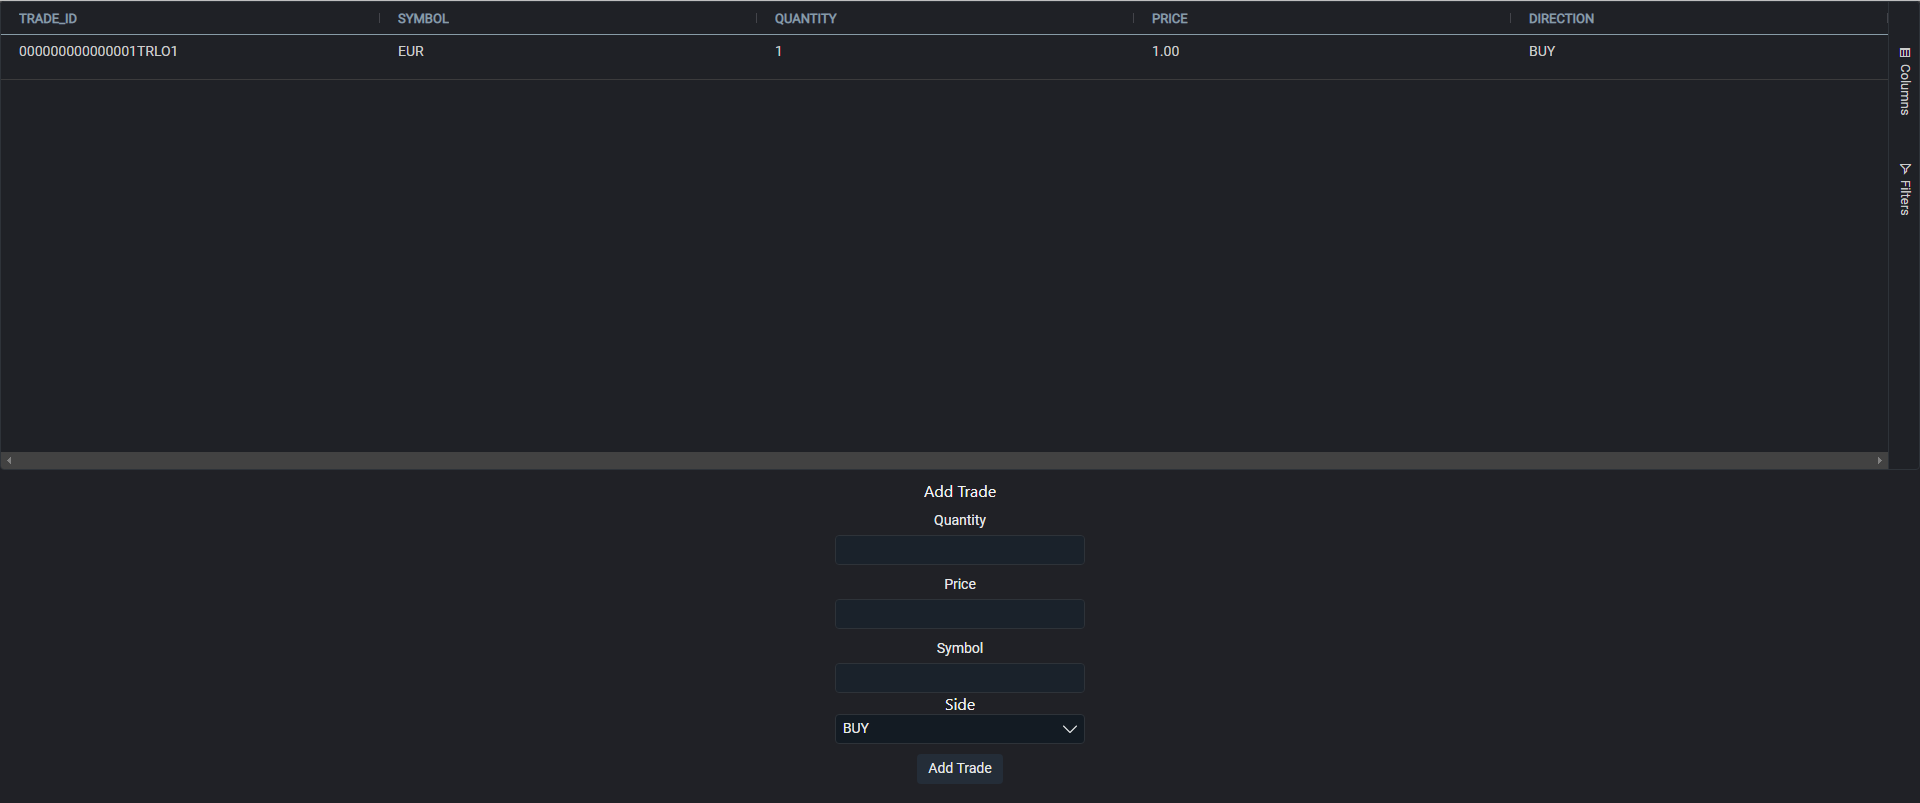 TRADE_ID SYMBOL QUANTITY PRICE DIRECTION
000000000000001TRLO1 EUR 1 1.00 BUY
Columns
Filters
Add Trade
Quantity
Price
Symbol
Side
BUY
Add Trade